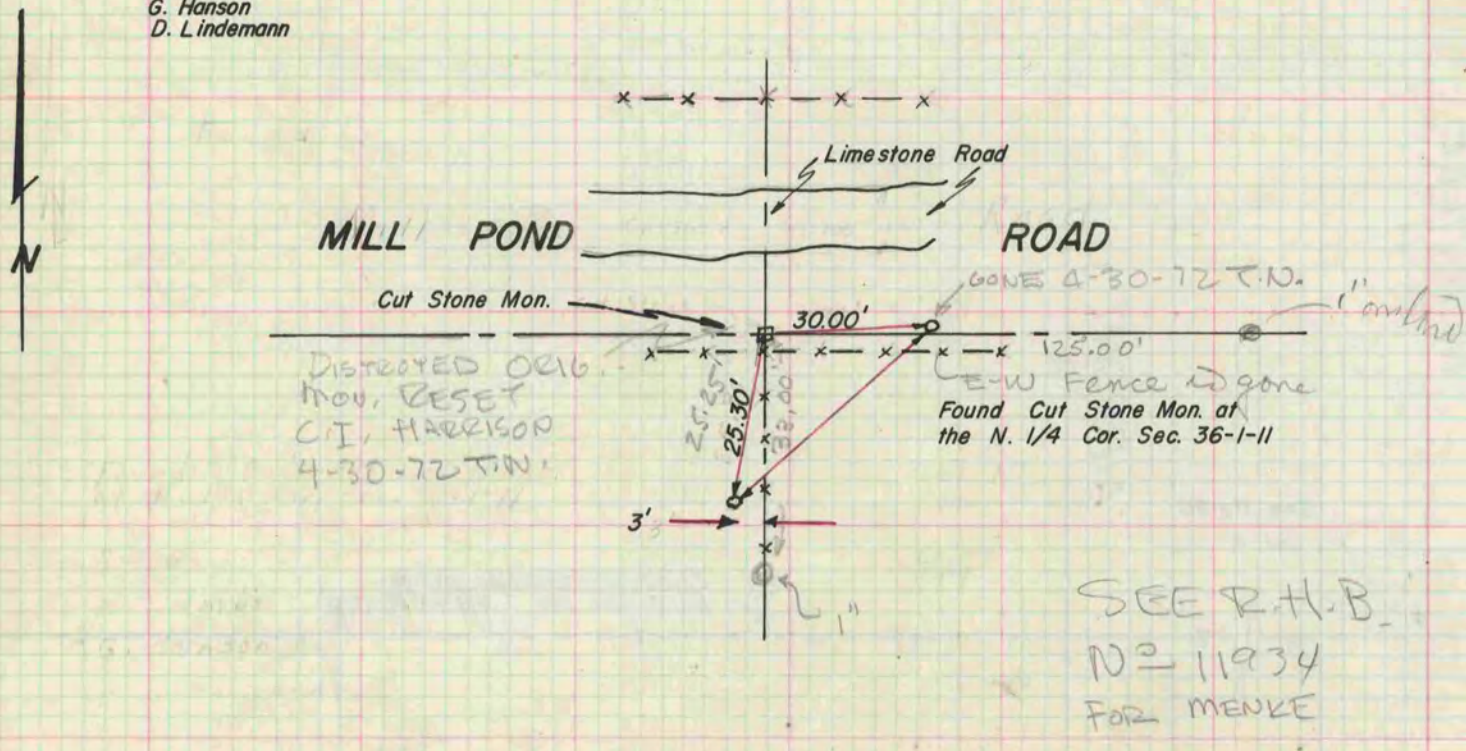 G. Hanson
D. Lindemann
N
Limestone Road
MILL POND ROAD
GONE 4-30-72 T.N.
Cut Stone Mon.
30.00'
1"
125.00'
DISTROYED ORIG.
MON. RESET
C.I. HARRISON
4-30-72 T.N.
25.25'
25.30'
33.00'
E-W Fence is gone
Found Cut Stone Mon. at
the N. 1/4 Cor. Sec. 36-1-11
3'
1"
SEE R.H.B.
Nº 11934
FOR MENKE